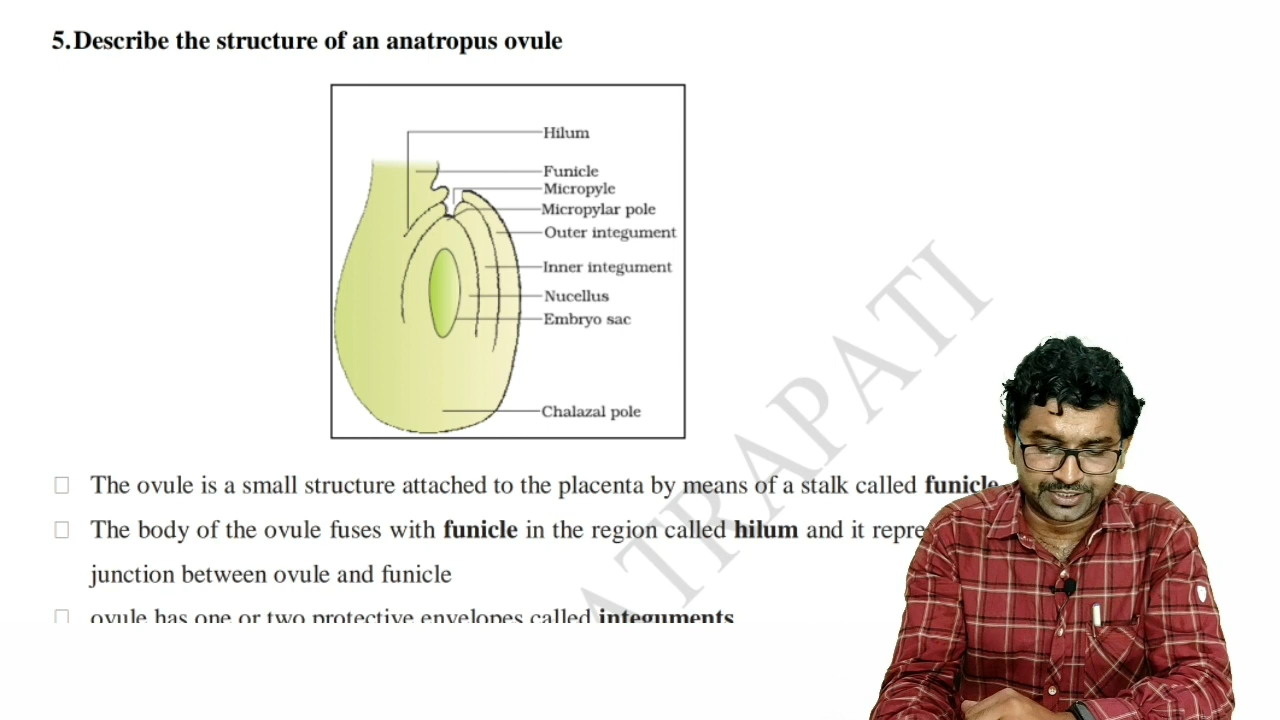 5.Describe the structure of an anatropus ovule
Hilum
Funicle
Micropyle
Micropylar pole
Outer integument
Inner integument
Nucellus
Embryo sac
Chalazal pole
The ovule is a small structure attached to the placenta by means of a stalk called funicle
The body of the ovule fuses with funicle in the region called hilum and it repre
junction between ovule and funicle
ovule has one or two protective envelopes called integuments
ATRAPATI